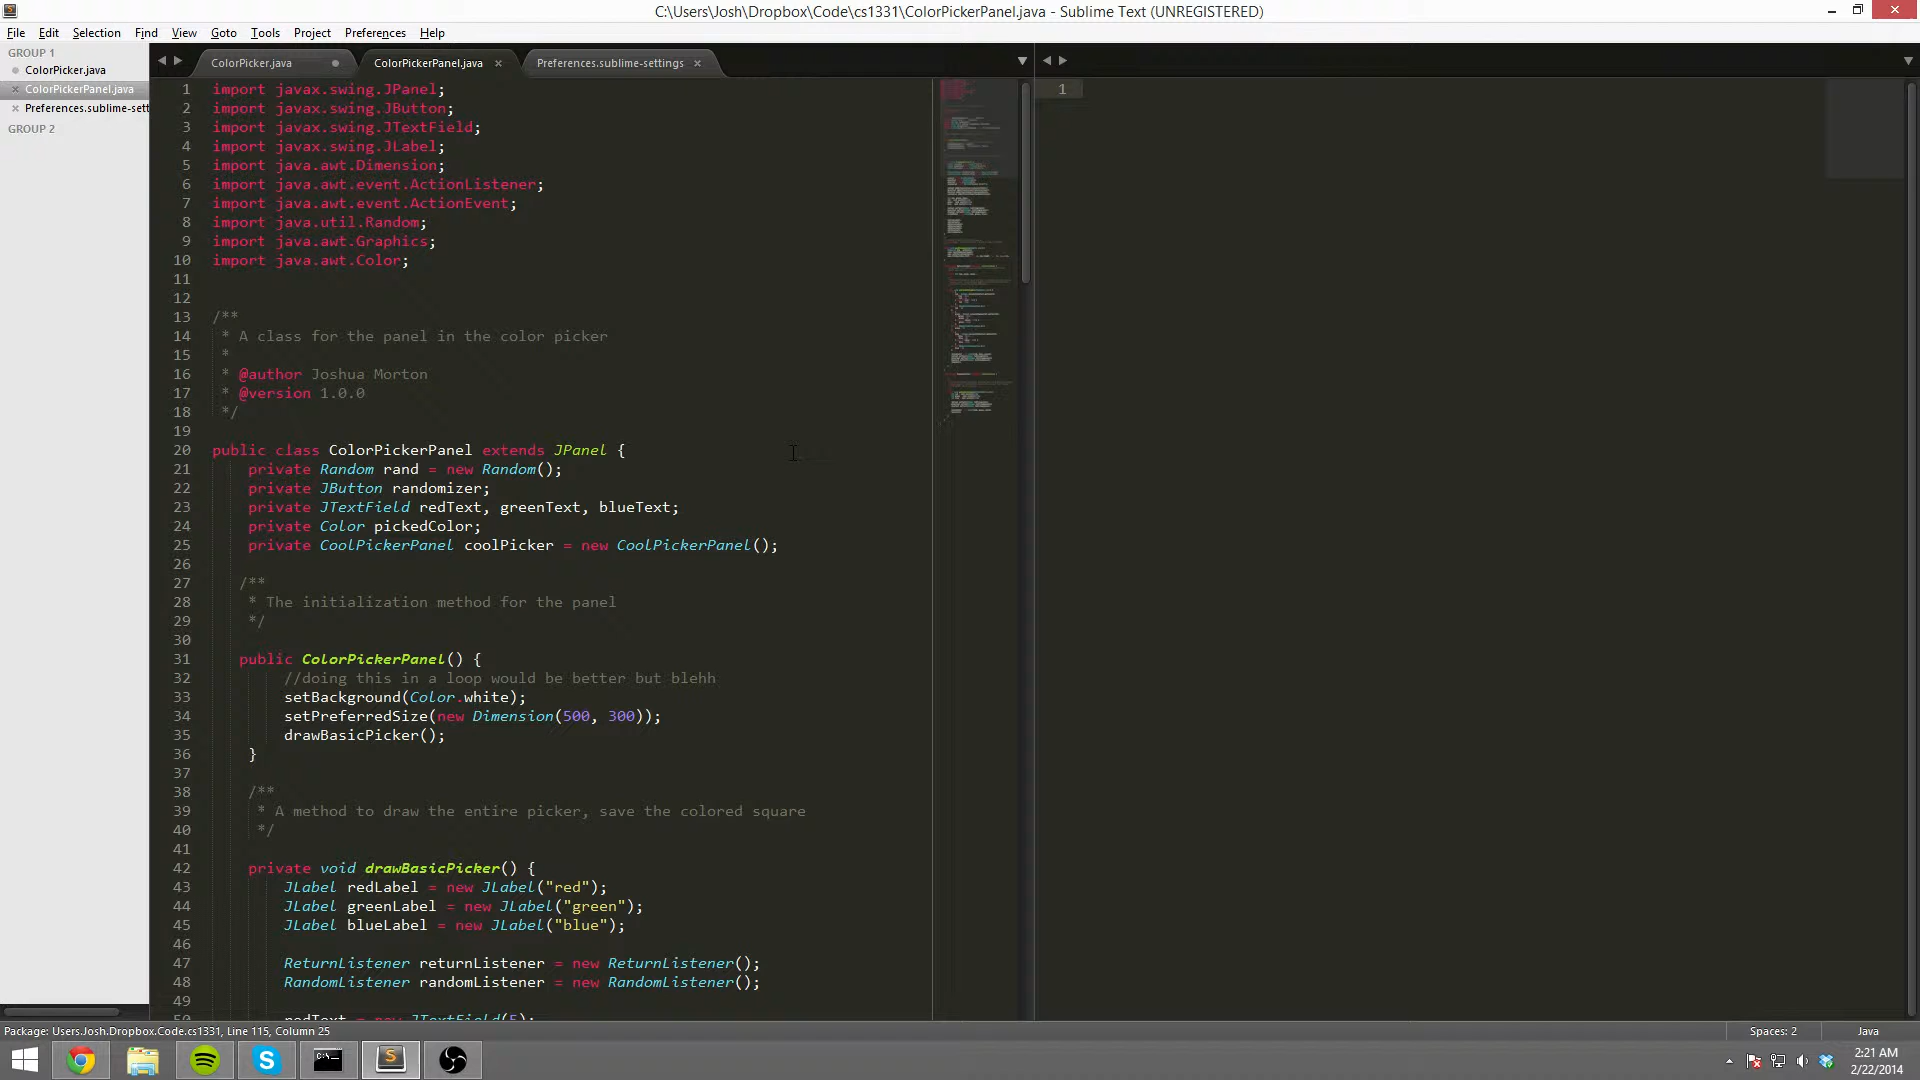 C:\Users\Josh\Dropbox\Code\cs1331\ColorPickerPanel.java - Sublime Text (UNREGISTERED)
File Edit Selection Find View Goto Tools Project Preferences Help
GROUP 1
ColorPicker.java
ColorPickerPanel.java
Preferences.sublime-sett
GROUP 2
ColorPicker.java
ColorPickerPanel.java
Preferences.sublime-settings
1 import javax.swing.JPanel;
2 import javax.swing.JButton;
3 import javax.swing.JTextField;
4 import javax.swing.JLabel;
5 import java.awt.Dimension;
6 import java.awt.event.ActionListener;
7 import java.awt.event.ActionEvent;
8 import java.util.Random;
9 import java.awt.Graphics;
10 import java.awt.Color;
11
12
13 /**
14 * A class for the panel in the color picker
15 *
16 * @author Joshua Morton
17 * @version 1.0.0
18 */
19
20 public class ColorPickerPanel extends JPanel {
21 private Random rand = new Random();
22 private JButton randomizer;
23 private JTextField redText, greenText, blueText;
24 private Color pickedColor;
25 private CoolPickerPanel coolPicker = new CoolPickerPanel();
26
27 /**
28 * The initialization method for the panel
29 */
30
31 public ColorPickerPanel() {
32 //doing this in a loop would be better but blehh
33 setBackground(Color.white);
34 setPreferredSize(new Dimension(500, 300));
35 drawBasicPicker();
36 }
37
38 /**
39 * A method to draw the entire picker, save the colored square
40 */
41
42 private void drawBasicPicker() {
43 JLabel redLabel = new JLabel("red");
44 JLabel greenLabel = new JLabel("green");
45 JLabel blueLabel = new JLabel("blue");
46
47 ReturnListener returnListener = new ReturnListener();
48 RandomListener randomListener = new RandomListener();
49
50 redText = new JTextField(5);
1
Package: Users.Josh.Dropbox.Code.cs1331, Line 115, Column 25
Spaces: 2
Java
2:21 AM
2/22/2014